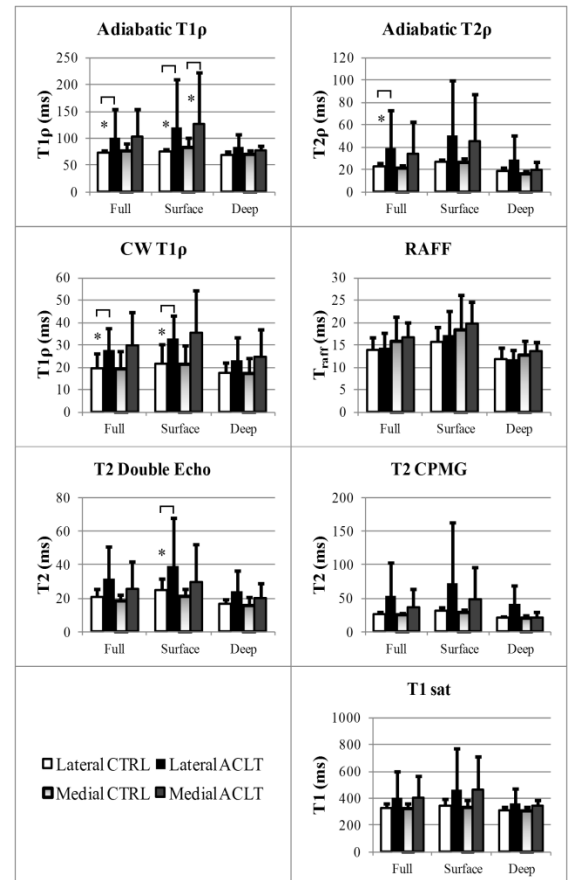 Adiabatic T1ρ
T1ρ (ms)
250
200
150
100
50
0
*
*
*
Full Surface Deep
Adiabatic T2ρ
T2ρ (ms)
120
100
80
60
40
20
0
*
Full Surface Deep
CW T1ρ
T1ρ (ms)
60
50
40
30
20
10
0
*
*
Full Surface Deep
RAFF
Traff (ms)
30
25
20
15
10
5
0
Full Surface Deep
T2 Double Echo
T2 (ms)
80
60
40
20
0
*
Full Surface Deep
T2 CPMG
T2 (ms)
200
150
100
50
0
Full Surface Deep
Lateral CTRL Lateral ACLT
Medial CTRL Medial ACLT
T1 sat
T1 (ms)
1000
800
600
400
200
0
Full Surface Deep